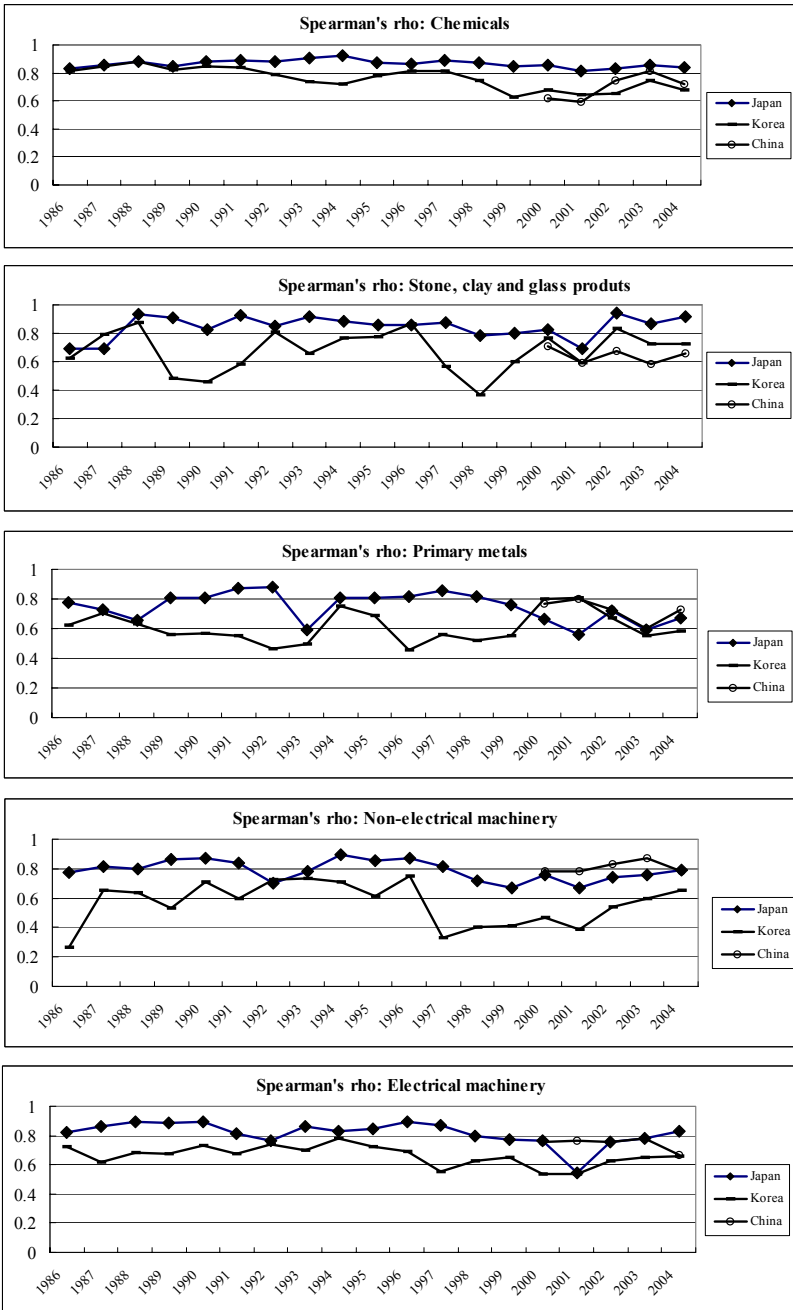 Spearman's rho: Chemicals
1
0.8
0.6
0.4
0.2
0
1986 1987 1988 1989 1990 1991 1992 1993 1994 1995 1996 1997 1998 1999 2000 2001 2002 2003 2004
Japan
Korea
China
Spearman's rho: Stone, clay and glass produts
1
0.8
0.6
0.4
0.2
0
1986 1987 1988 1989 1990 1991 1992 1993 1994 1995 1996 1997 1998 1999 2000 2001 2002 2003 2004
Japan
Korea
China
Spearman's rho: Primary metals
1
0.8
0.6
0.4
0.2
0
1986 1987 1988 1989 1990 1991 1992 1993 1994 1995 1996 1997 1998 1999 2000 2001 2002 2003 2004
Japan
Korea
China
Spearman's rho: Non-electrical machinery
1
0.8
0.6
0.4
0.2
0
1986 1987 1988 1989 1990 1991 1992 1993 1994 1995 1996 1997 1998 1999 2000 2001 2002 2003 2004
Japan
Korea
China
Spearman's rho: Electrical machinery
1
0.8
0.6
0.4
0.2
0
1986 1987 1988 1989 1990 1991 1992 1993 1994 1995 1996 1997 1998 1999 2000 2001 2002 2003 2004
Japan
Korea
China